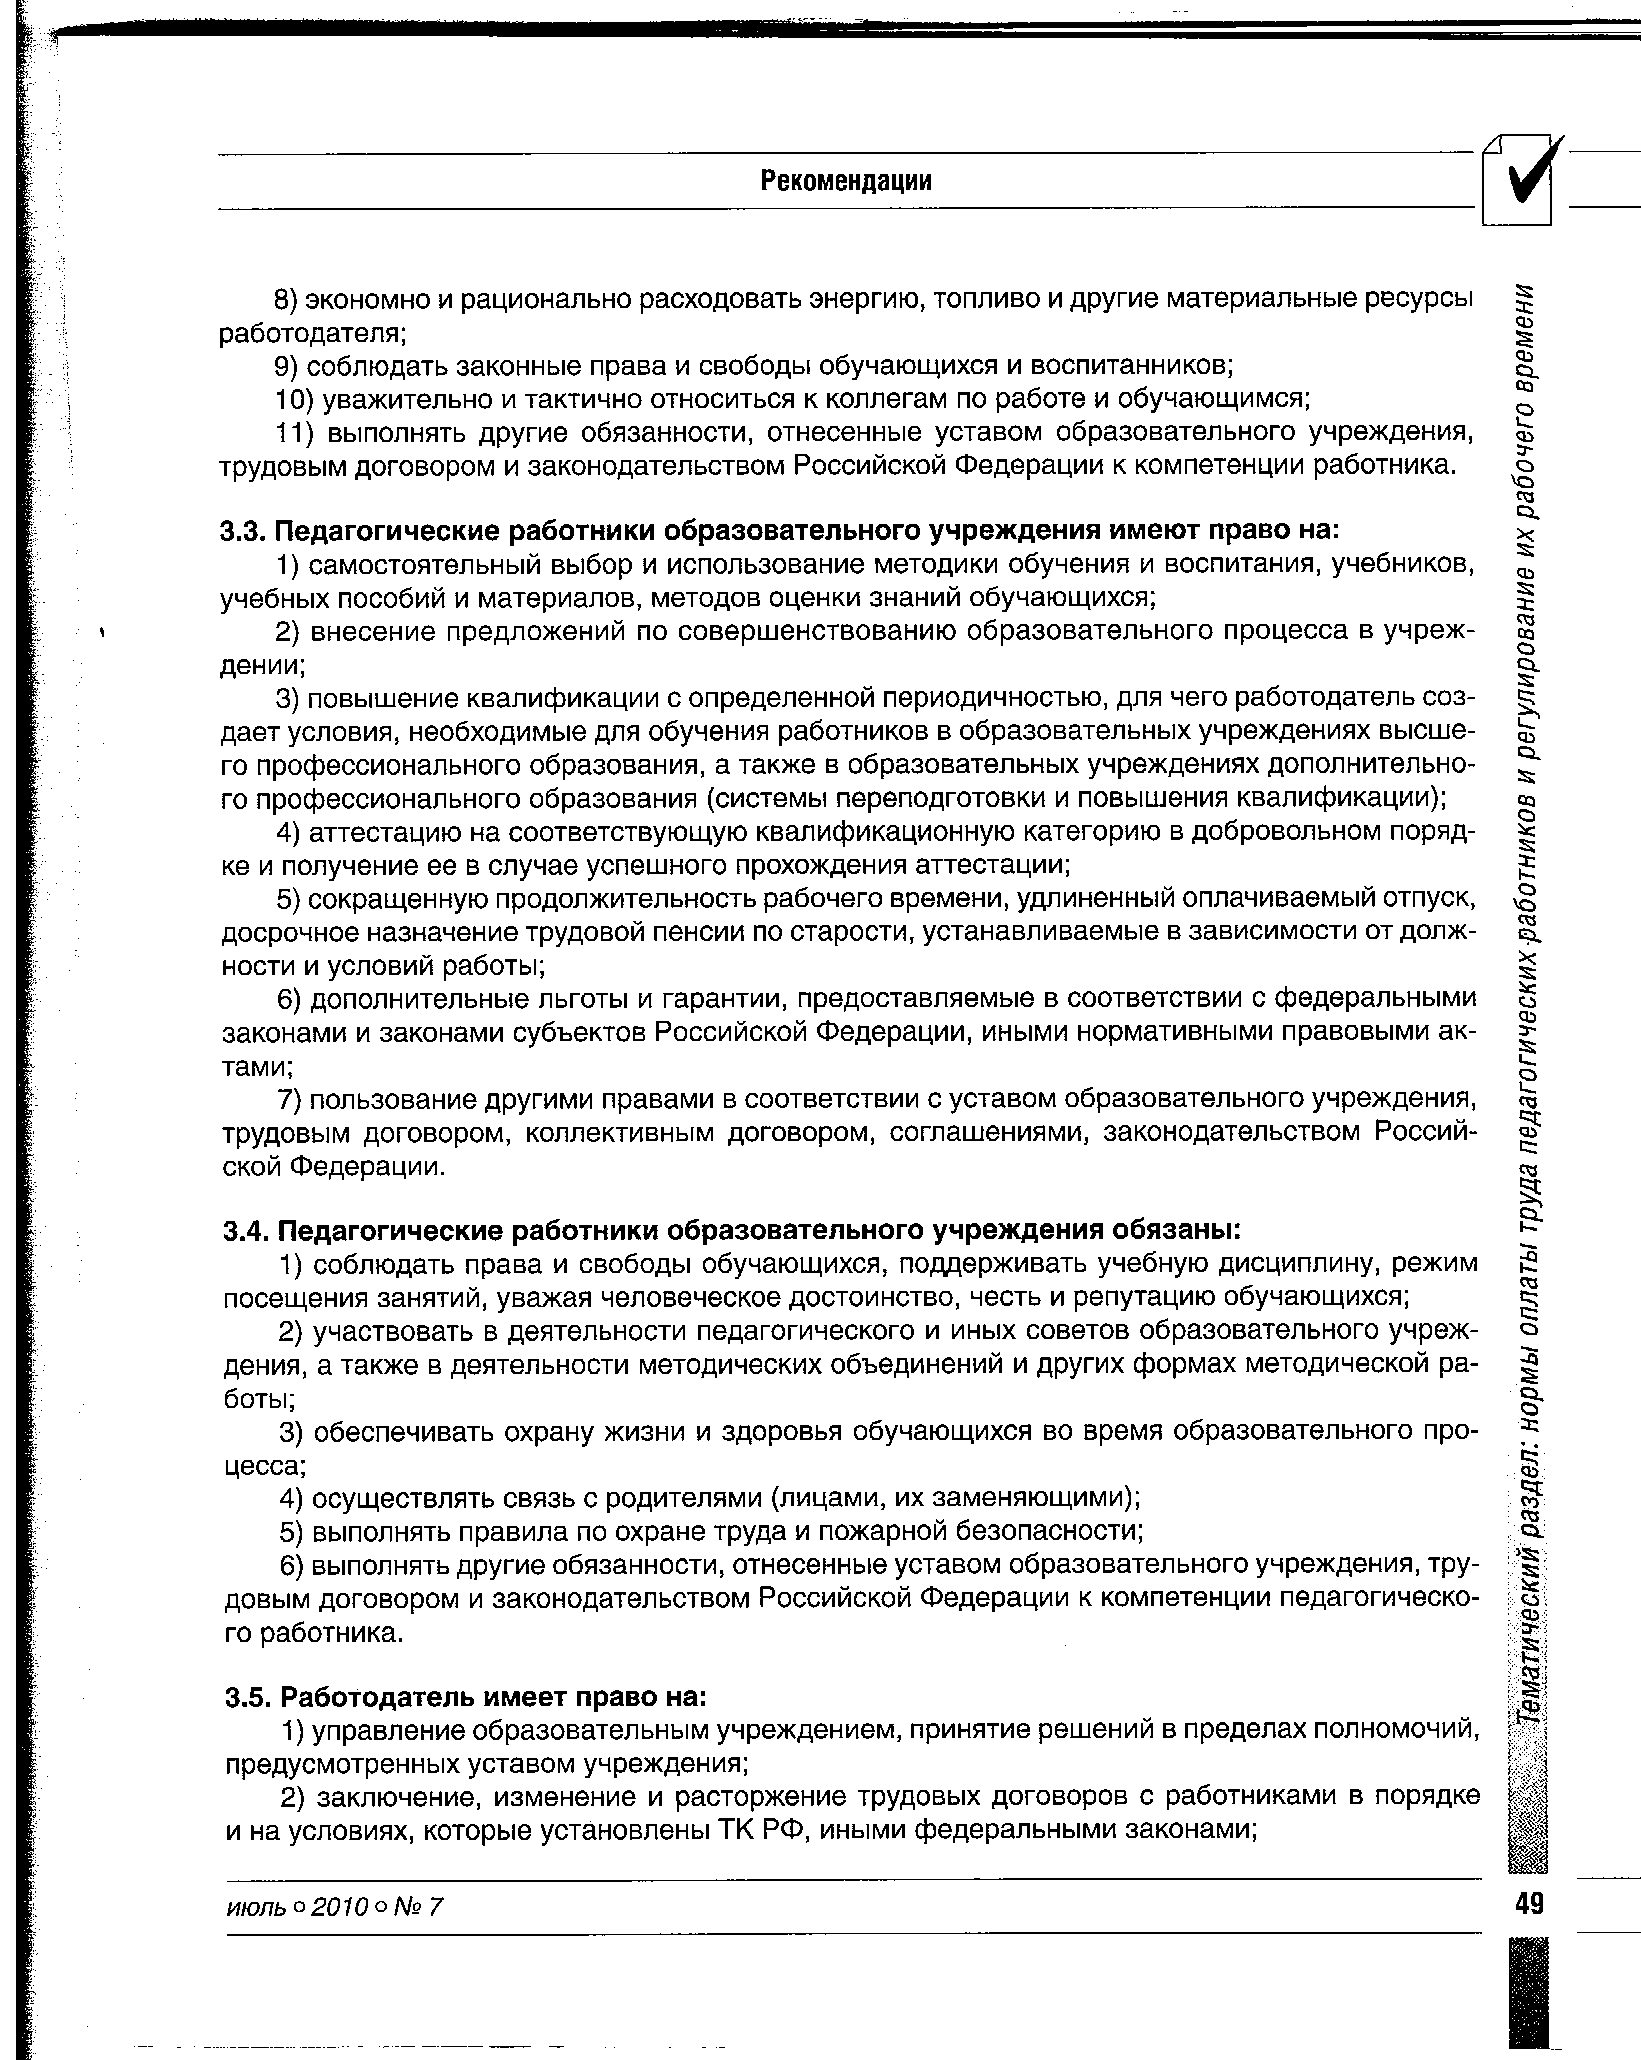 Рекомендации
8) экономно и рационально расходовать энергию, топливо и другие материальные ресурсы
работодателя;
9) соблюдать законные права и свободы обучающихся и воспитанников;
10) уважительно и тактично относиться к коллегам по работе и обучающимся;
11) выполнять другие обязанности, отнесенные уставом образовательного учреждения,
трудовым договором и законодательством Российской Федерации к компетенции работника.
3.3. Педагогические работники образовательного учреждения имеют право на:
1) самостоятельный выбор и использование методики обучения и воспитания, учебников,
учебных пособий и материалов, методов оценки знаний обучающихся;
2) внесение предложений по совершенствованию образовательного процесса в учреж-
дении;
3) повышение квалификации с определенной периодичностью, для чего работодатель соз-
дает условия, необходимые для обучения работников в образовательных учреждениях высше-
го профессионального образования, а также в образовательных учреждениях дополнительно-
го профессионального образования (системы переподготовки и повышения квалификации);
4) аттестацию на соответствующую квалификационную категорию в добровольном поряд-
ке и получение ее в случае успешного прохождения аттестации;
5) сокращенную продолжительность рабочего времени, удлиненный оплачиваемый отпуск,
досрочное назначение трудовой пенсии по старости, устанавливаемые в зависимости от долж-
ности и условий работы;
6) дополнительные льготы и гарантии, предоставляемые в соответствии с федеральными
законами и законами субъектов Российской Федерации, иными нормативными правовыми ак-
тами;
7) пользование другими правами в соответствии с уставом образовательного учреждения,
трудовым договором, коллективным договором, соглашениями, законодательством Россий-
ской Федерации.
3.4. Педагогические работники образовательного учреждения обязаны:
1) соблюдать права и свободы обучающихся, поддерживать учебную дисциплину, режим
посещения занятий, уважая человеческое достоинство, честь и репутацию обучающихся;
2) участвовать в деятельности педагогического и иных советов образовательного учреж-
дения, а также в деятельности методических объединений и других формах методической ра-
боты;
3) обеспечивать охрану жизни и здоровья обучающихся во время образовательного про-
цесса;
4) осуществлять связь с родителями (лицами, их заменяющими);
5) выполнять правила по охране труда и пожарной безопасности;
6) выполнять другие обязанности, отнесенные уставом образовательного учреждения, тру-
довым договором и законодательством Российской Федерации к компетенции педагогическо-
го работника.
3.5. Работодатель имеет право на:
1) управление образовательным учреждением, принятие решений в пределах полномочий,
предусмотренных уставом учреждения;
2) заключение, изменение и расторжение трудовых договоров с работниками в порядке
и на условиях, которые установлены ТК РФ, иными федеральными законами;
Тематический раздел: нормы оплаты труда педагогических работников и регулирование их рабочего времени
июль ○ 2010 ○ № 7
49